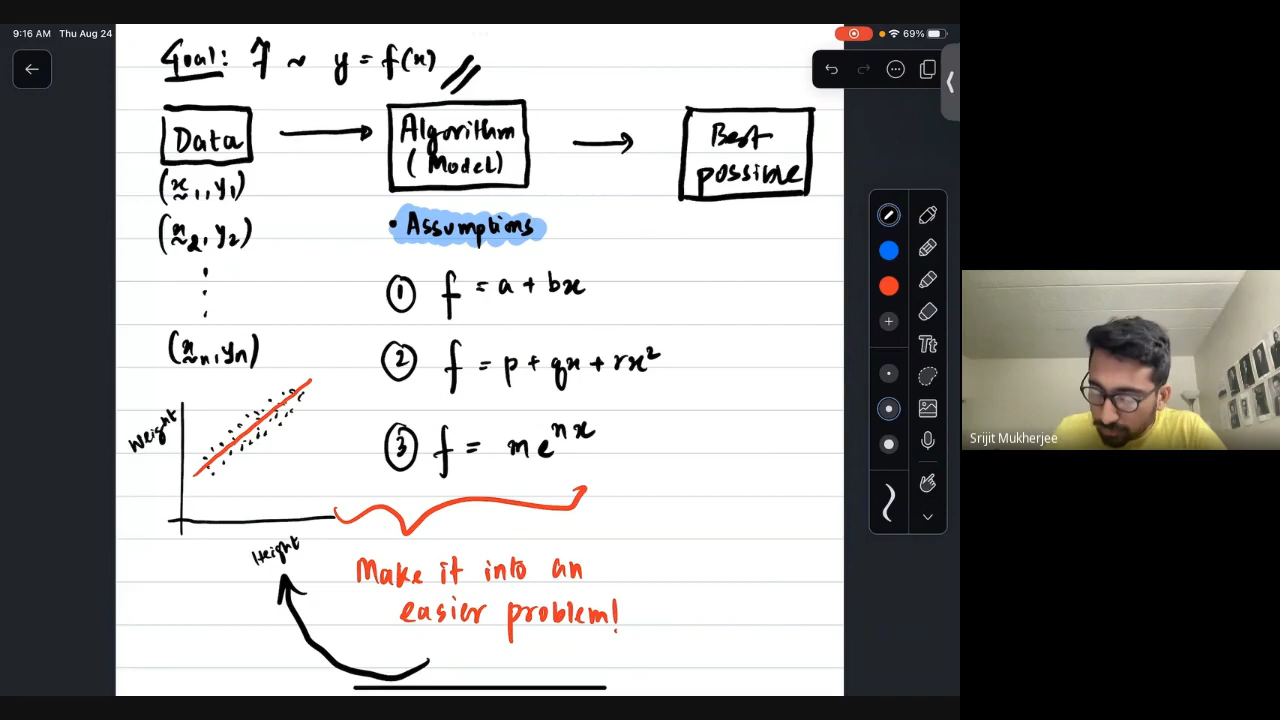 9:16 AM Thu Aug 24
69%
Goal: f ~ y = f(x)
Data
Algorithm
(Model)
Best
possible
(x₁, y₁)
(x₂, y₂)
⋮
(xₙ, yₙ)
• Assumptions
① f = a + bx
② f = p + qx + rx²
③ f = me^{nx}
Weight
Height
Make it into an
easier problem!
Tt
Srijit Mukherjee